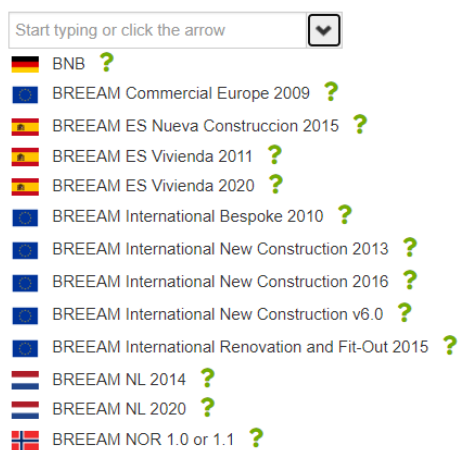 Start typing or click the arrow
BNB ?
BREEAM Commercial Europe 2009 ?
BREEAM ES Nueva Construccion 2015 ?
BREEAM ES Vivienda 2011 ?
BREEAM ES Vivienda 2020 ?
BREEAM International Bespoke 2010 ?
BREEAM International New Construction 2013 ?
BREEAM International New Construction 2016 ?
BREEAM International New Construction v6.0 ?
BREEAM International Renovation and Fit-Out 2015 ?
BREEAM NL 2014 ?
BREEAM NL 2020 ?
BREEAM NOR 1.0 or 1.1 ?